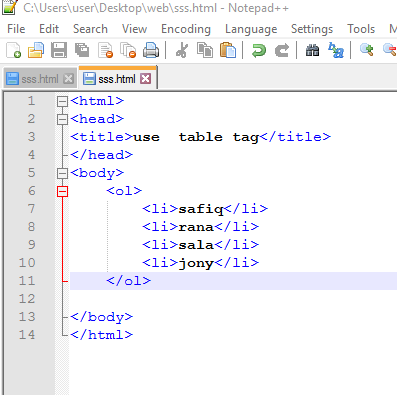 C:\Users\user\Desktop\web\sss.html - Notepad++
File Edit Search View Encoding Language Settings Tools
sss.html sss.html
1 <html>
2 <head>
3 <title>use  table tag</title>
4 </head>
5 <body>
6     <ol>
7         <li>safiq</li>
8         <li>rana</li>
9         <li>sala</li>
10         <li>jony</li>
11     </ol>
12
13 </body>
14 </html>